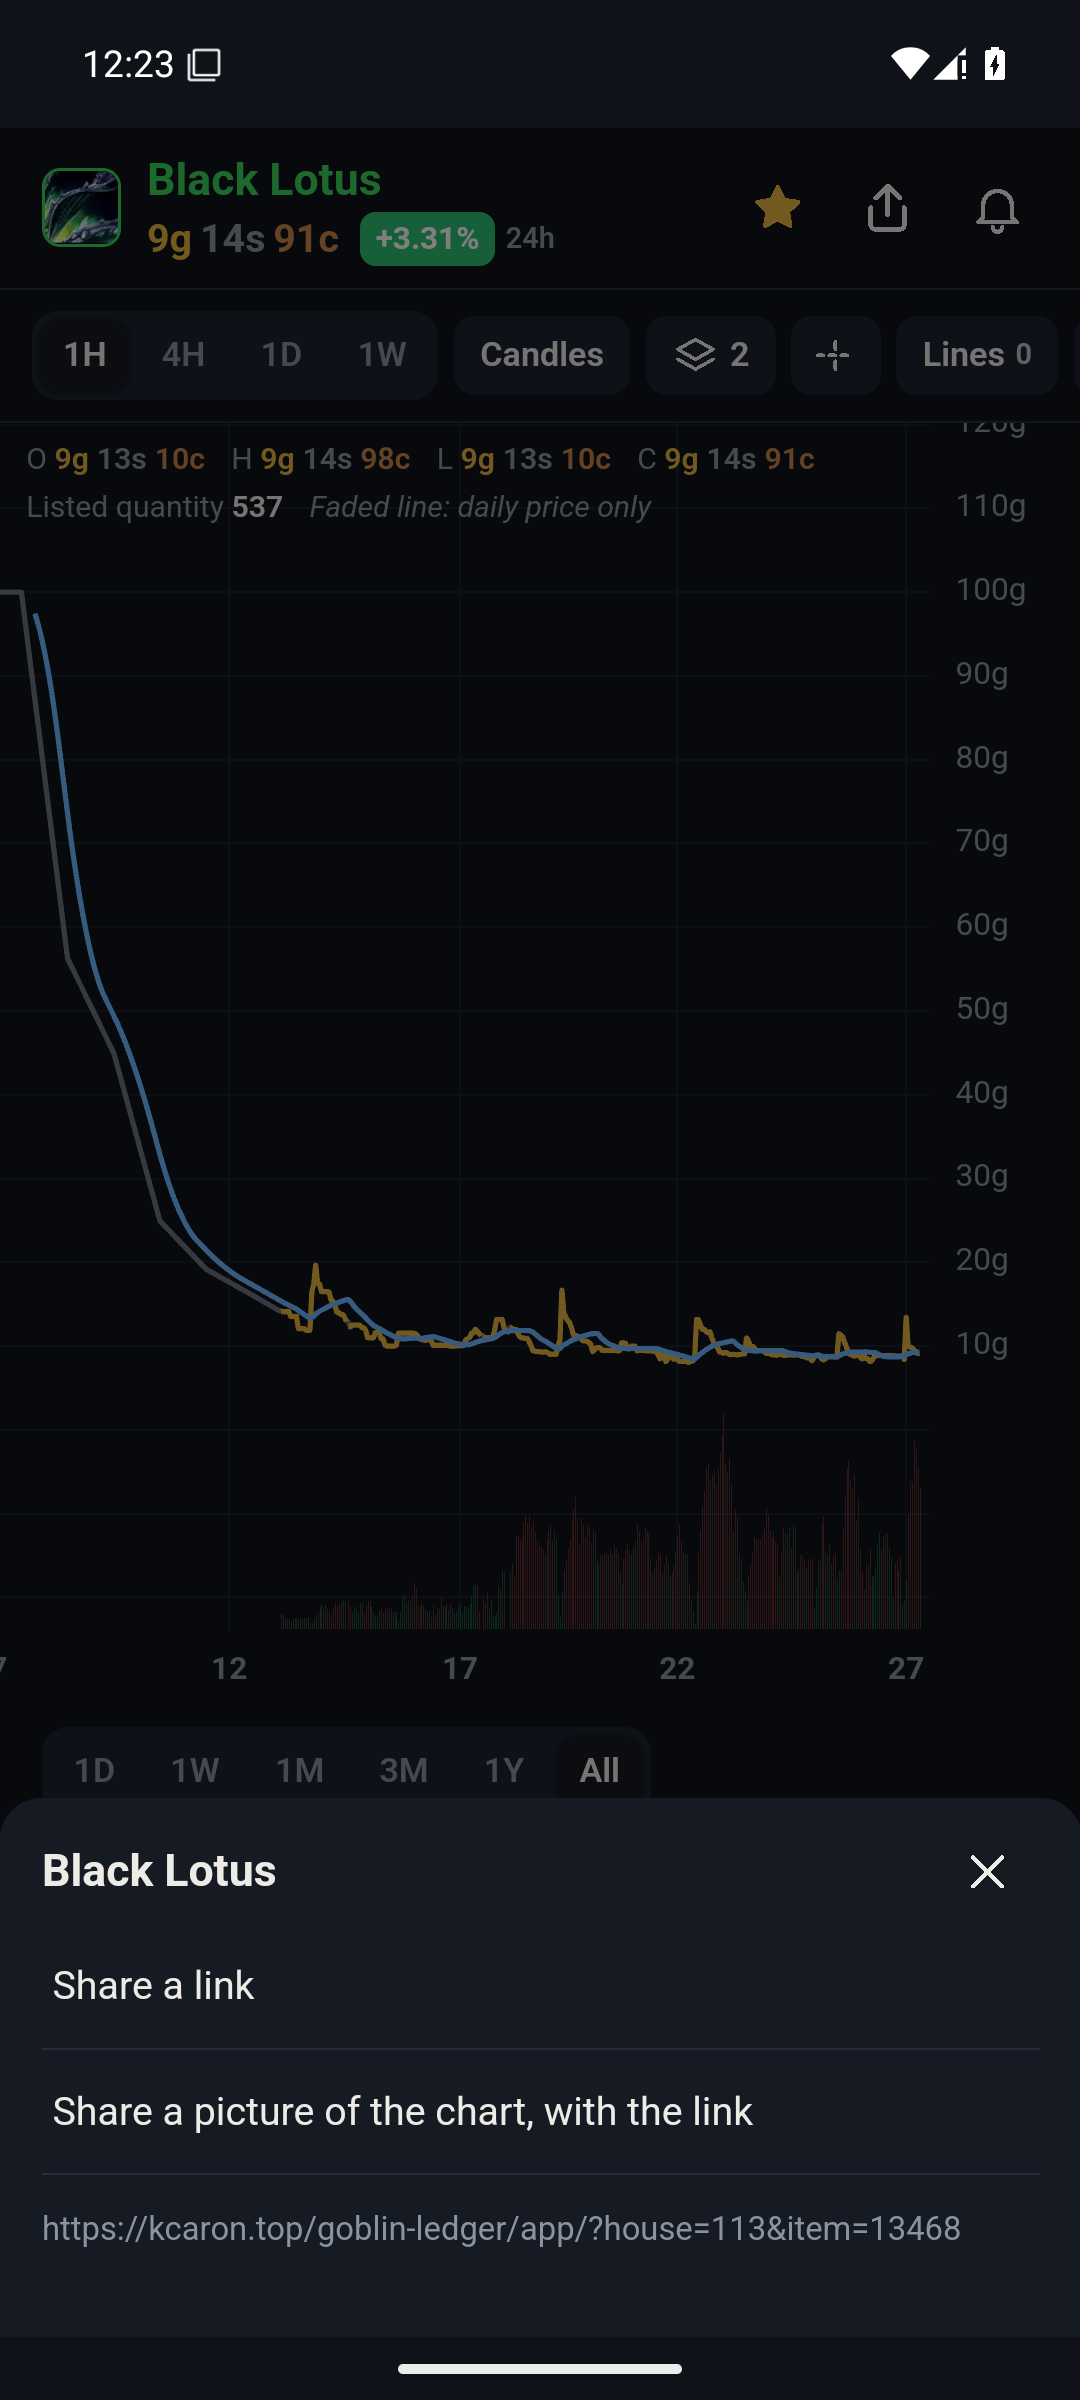 12:23
Black Lotus
9g 14s 91c +3.31% 24h
1H 4H 1D 1W Candles 2 Lines 0
120g
O 9g 13s 10c H 9g 14s 98c L 9g 13s 10c C 9g 14s 91c
Listed quantity 537 Faded line: daily price only
110g
100g
90g
80g
70g
60g
50g
40g
30g
20g
10g
7 12 17 22 27
1D 1W 1M 3M 1Y All
Black Lotus
Share a link
Share a picture of the chart, with the link
https://kcaron.top/goblin-ledger/app/?house=113&item=13468